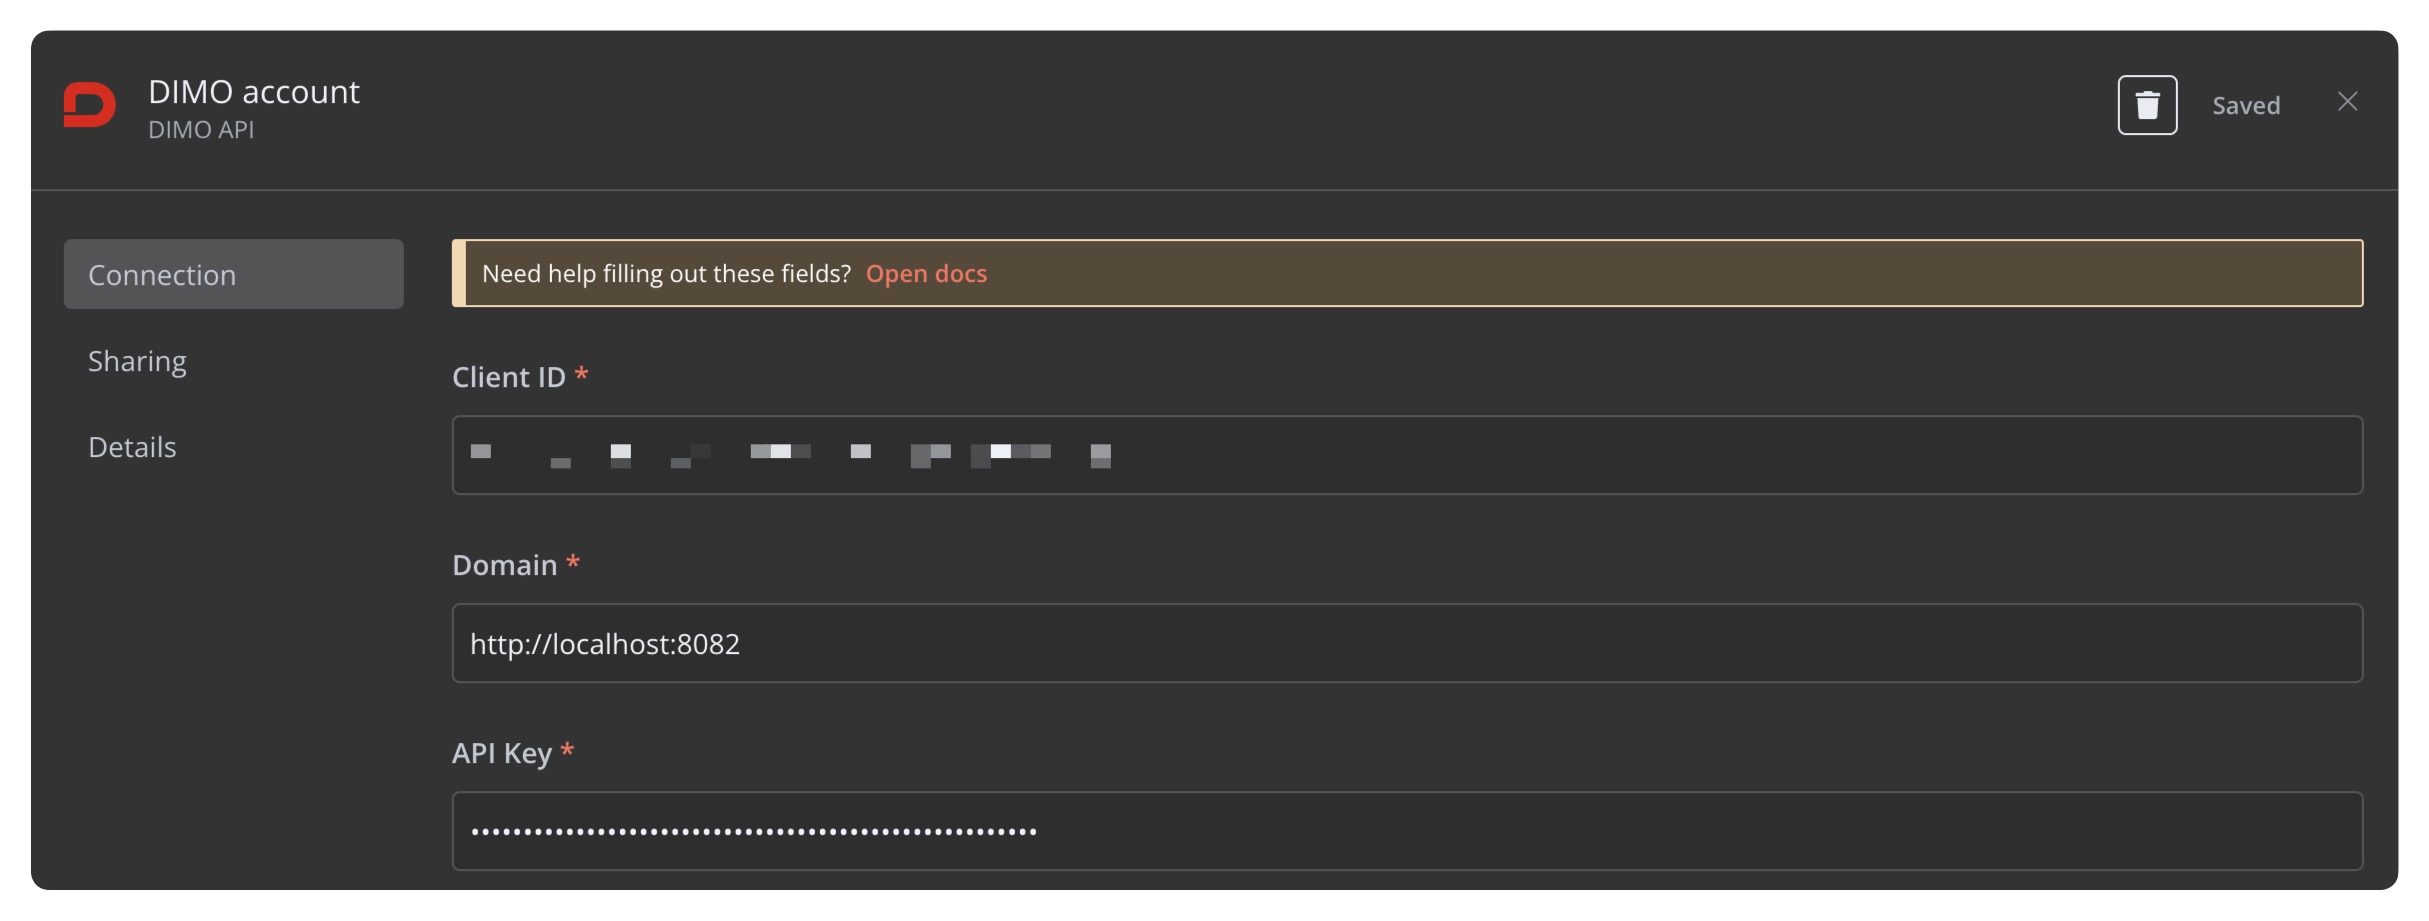 DIMO account
DIMO API
Saved
Connection
Sharing
Details
Need help filling out these fields? Open docs
Client ID *
Domain *
http://localhost:8082
API Key *